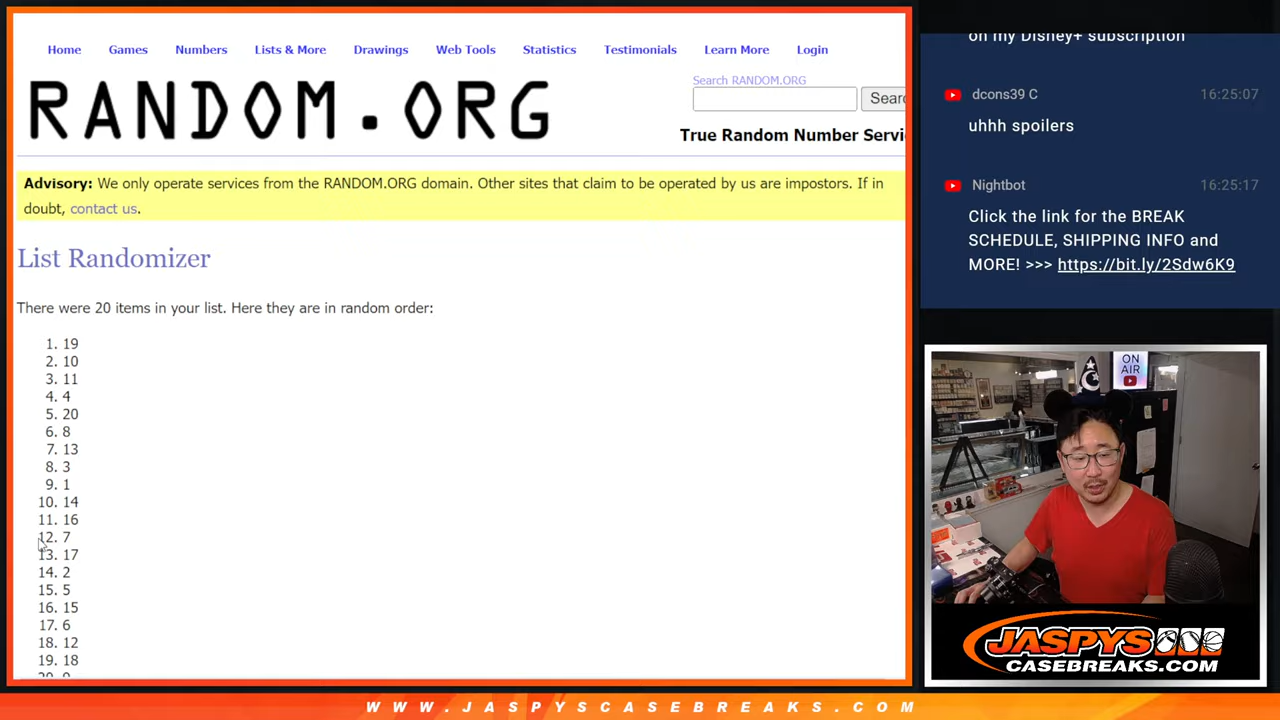 Home Games Numbers Lists & More Drawings Web Tools Statistics Testimonials Learn More Login
RANDOM.ORG
Search RANDOM.ORG
True Random Number Servi
Advisory: We only operate services from the RANDOM.ORG domain. Other sites that claim to be operated by us are impostors. If in
doubt, contact us.
List Randomizer
There were 20 items in your list. Here they are in random order:
1. 19
2. 10
3. 11
4. 4
5. 20
6. 8
7. 13
8. 3
9. 1
10. 14
11. 16
12. 7
13. 17
14. 2
15. 5
16. 15
17. 6
18. 12
19. 18
on my Disney+ subscription
dcons39 C 16:25:07
uhhh spoilers
Nightbot 16:25:17
Click the link for the BREAK
SCHEDULE, SHIPPING INFO and
MORE! >>> https://bit.ly/2Sdw6K9
ON
AIR
JASPYS
CASEBREAKS.COM
WWW.JASPYSCASEBREAKS.COM